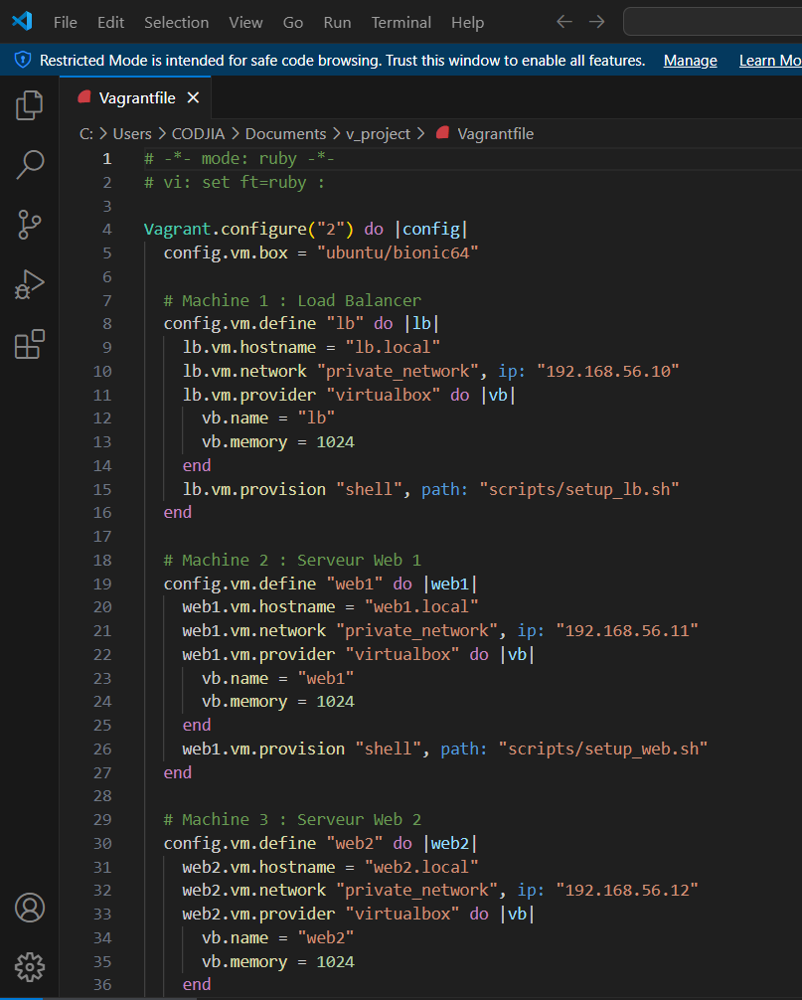 File Edit Selection View Go Run Terminal Help
Restricted Mode is intended for safe code browsing. Trust this window to enable all features. Manage Learn Mo
Vagrantfile
C: > Users > CODJIA > Documents > v_project > Vagrantfile
1 # -*- mode: ruby -*-
2 # vi: set ft=ruby :
3
4 Vagrant.configure("2") do |config|
5   config.vm.box = "ubuntu/bionic64"
6
7   # Machine 1 : Load Balancer
8   config.vm.define "lb" do |lb|
9     lb.vm.hostname = "lb.local"
10     lb.vm.network "private_network", ip: "192.168.56.10"
11     lb.vm.provider "virtualbox" do |vb|
12       vb.name = "lb"
13       vb.memory = 1024
14     end
15     lb.vm.provision "shell", path: "scripts/setup_lb.sh"
16   end
17
18   # Machine 2 : Serveur Web 1
19   config.vm.define "web1" do |web1|
20     web1.vm.hostname = "web1.local"
21     web1.vm.network "private_network", ip: "192.168.56.11"
22     web1.vm.provider "virtualbox" do |vb|
23       vb.name = "web1"
24       vb.memory = 1024
25     end
26     web1.vm.provision "shell", path: "scripts/setup_web.sh"
27   end
28
29   # Machine 3 : Serveur Web 2
30   config.vm.define "web2" do |web2|
31     web2.vm.hostname = "web2.local"
32     web2.vm.network "private_network", ip: "192.168.56.12"
33     web2.vm.provider "virtualbox" do |vb|
34       vb.name = "web2"
35       vb.memory = 1024
36     end